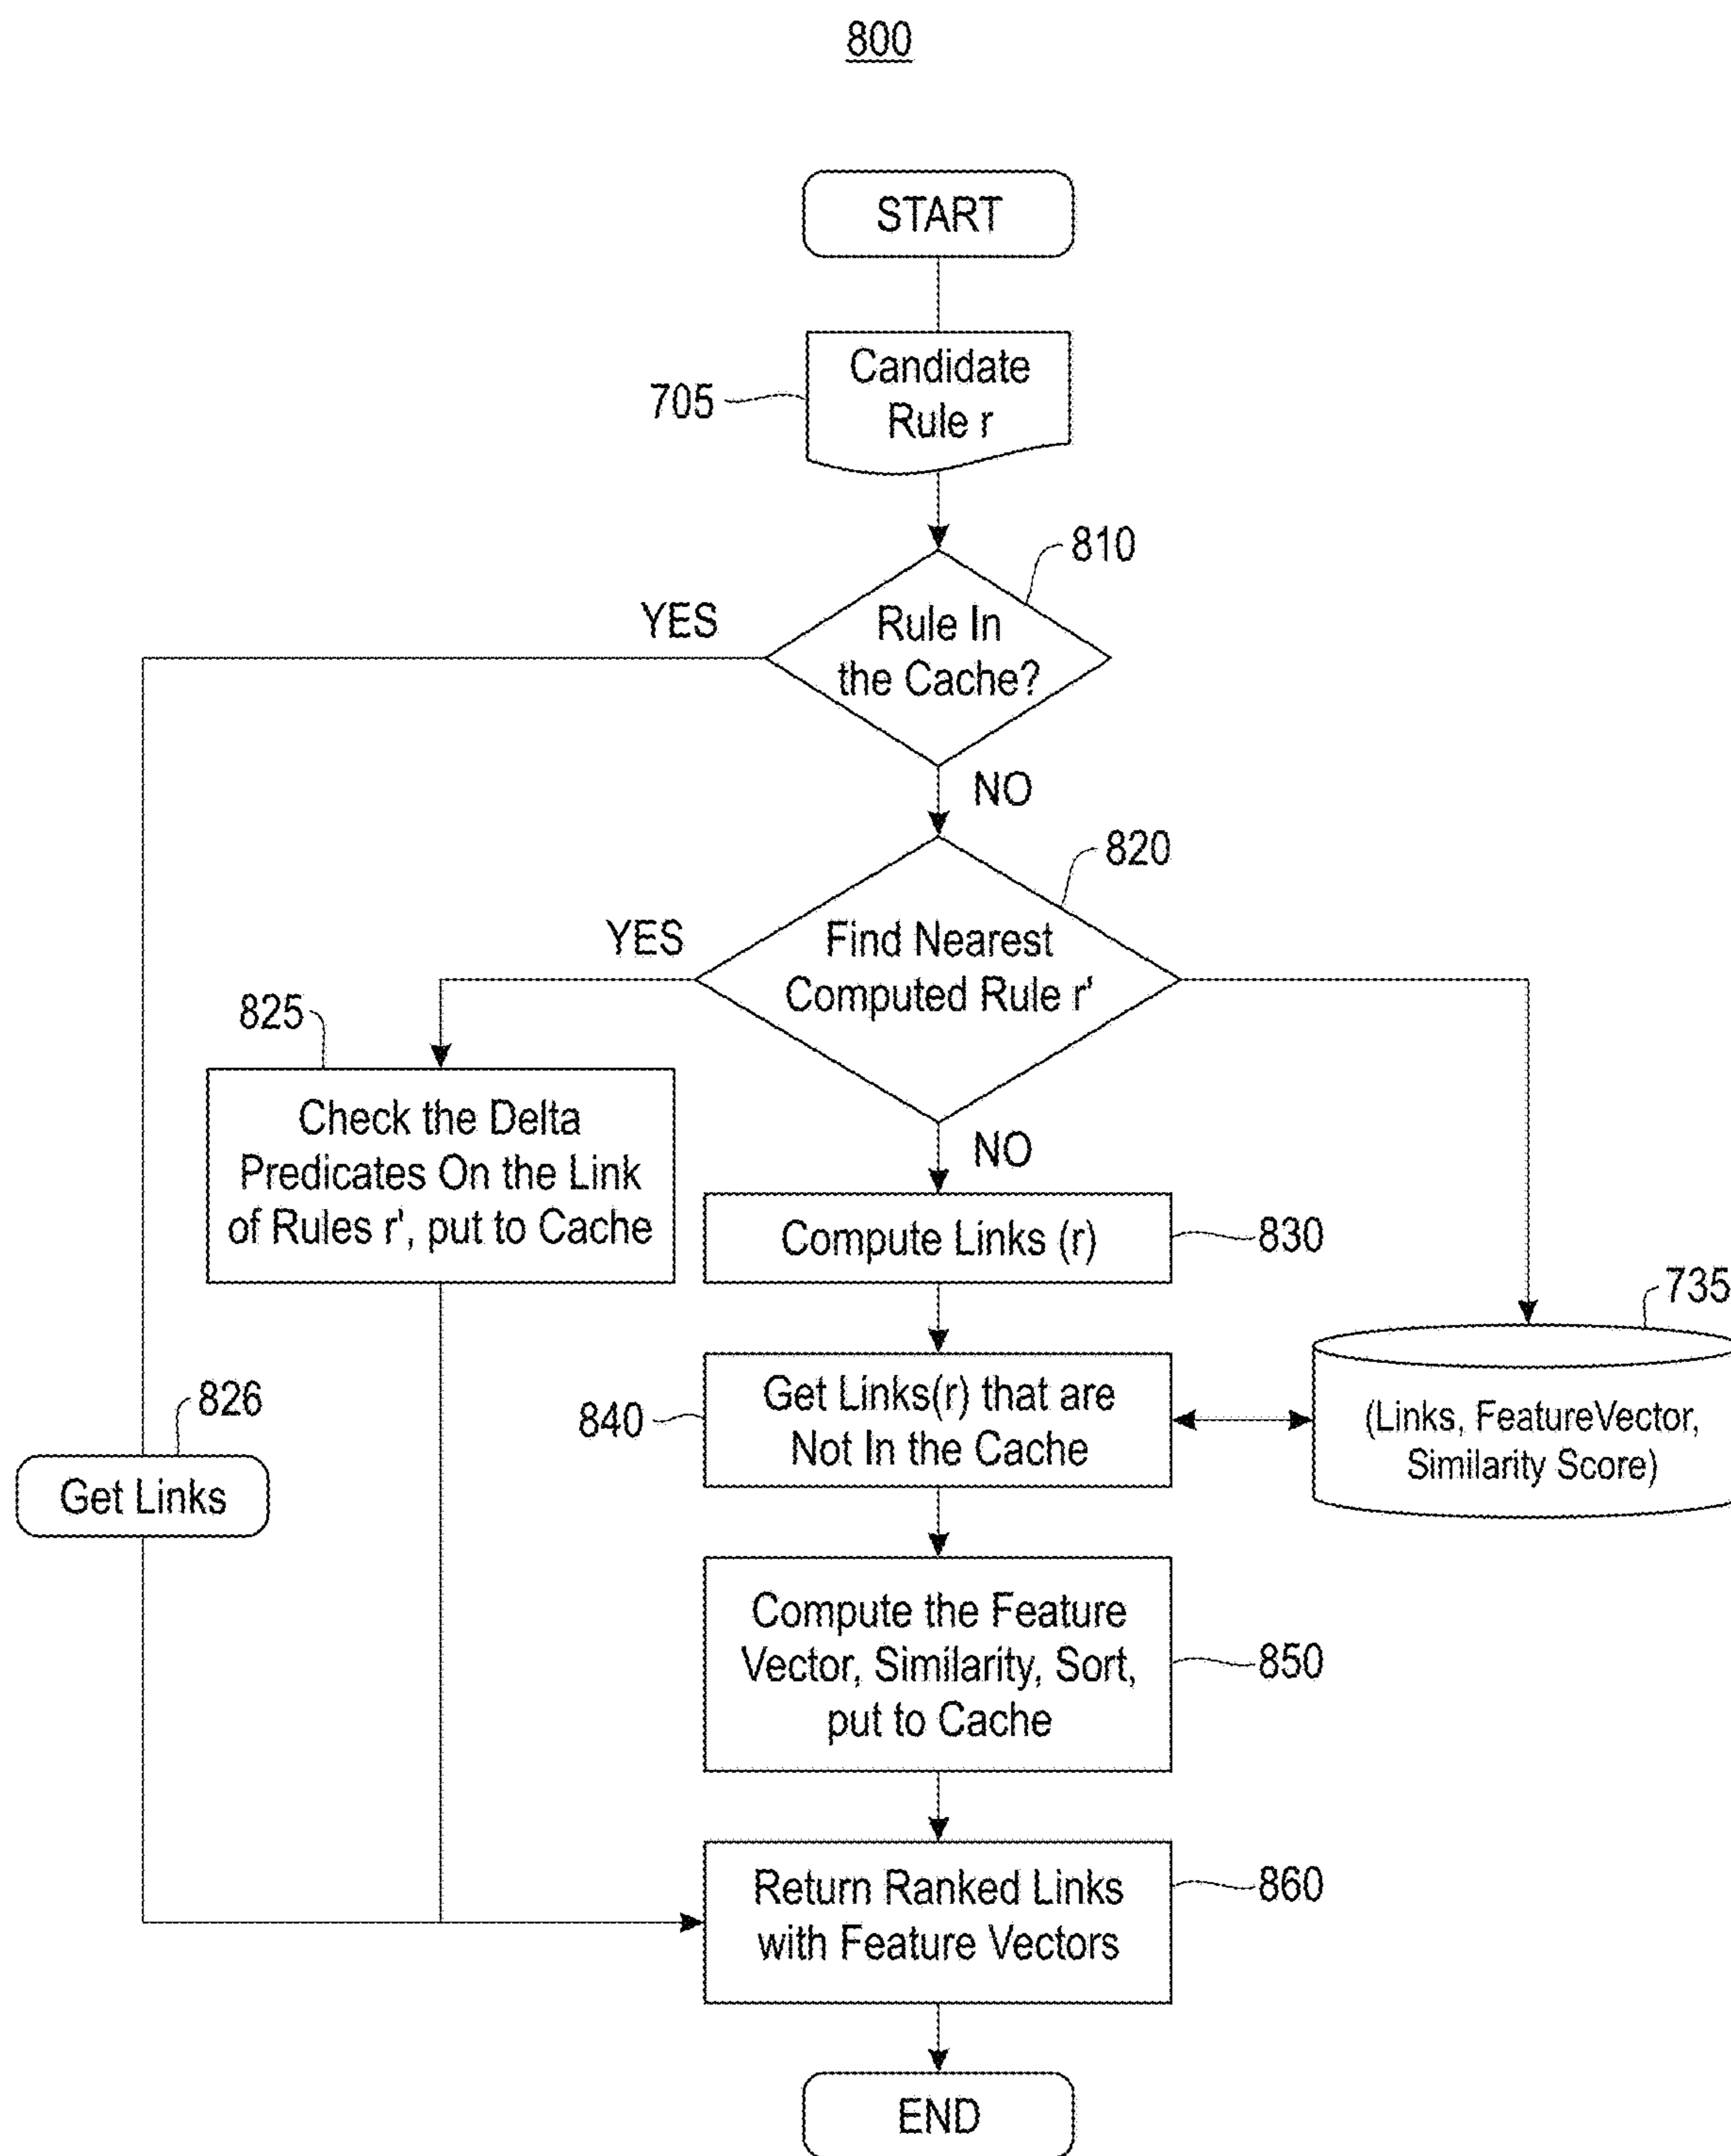 800
START
Candidate
Rule r
705
810
Rule In
the Cache?
YES
NO
820
Find Nearest
Computed Rule r'
YES
825
Check the Delta
Predicates On the Link
of Rules r', put to Cache
NO
Compute Links (r)
830
735
(Links, FeatureVector,
Similarity Score)
Get Links(r) that are
Not In the Cache
840
826
Get Links
Compute the Feature
Vector, Similarity, Sort,
put to Cache
850
Return Ranked Links
with Feature Vectors
860
END